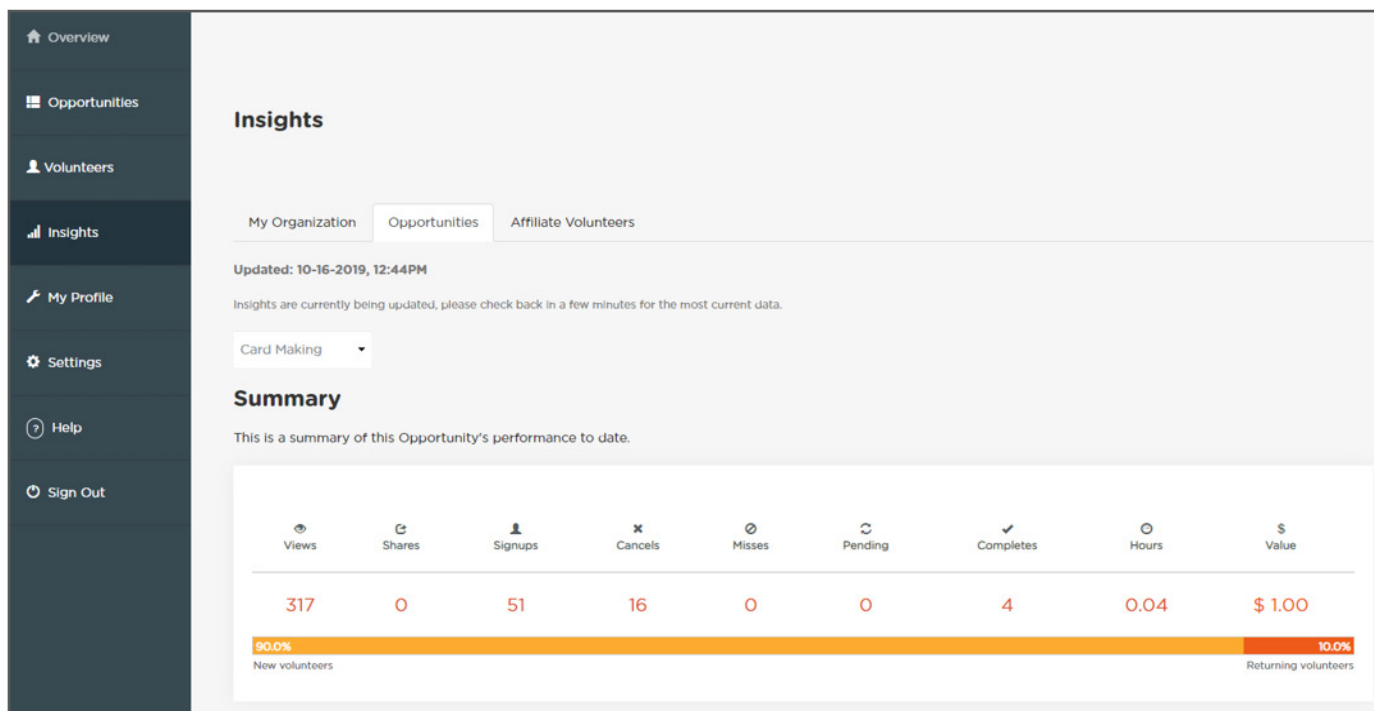 Overview
Opportunities
Volunteers
Insights
My Profile
Settings
? Help
Sign Out
Insights
My Organization Opportunities Affiliate Volunteers
Updated: 10-16-2019, 12:44PM
Insights are currently being updated, please check back in a few minutes for the most current data.
Card Making
Summary
This is a summary of this Opportunity's performance to date.
$
Views Shares Signups Cancels Misses Pending Completes Hours Value
317 0 51 16 0 0 4 0.04 $ 1.00
90.0% 10.0%
New volunteers Returning volunteers